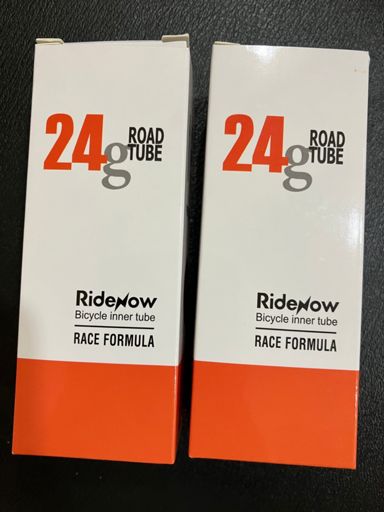 24g ROAD TUBE
RideNow
Bicycle inner tube
RACE FORMULA
24g ROAD TUBE
RideNow
Bicycle inner tube
RACE FORMULA